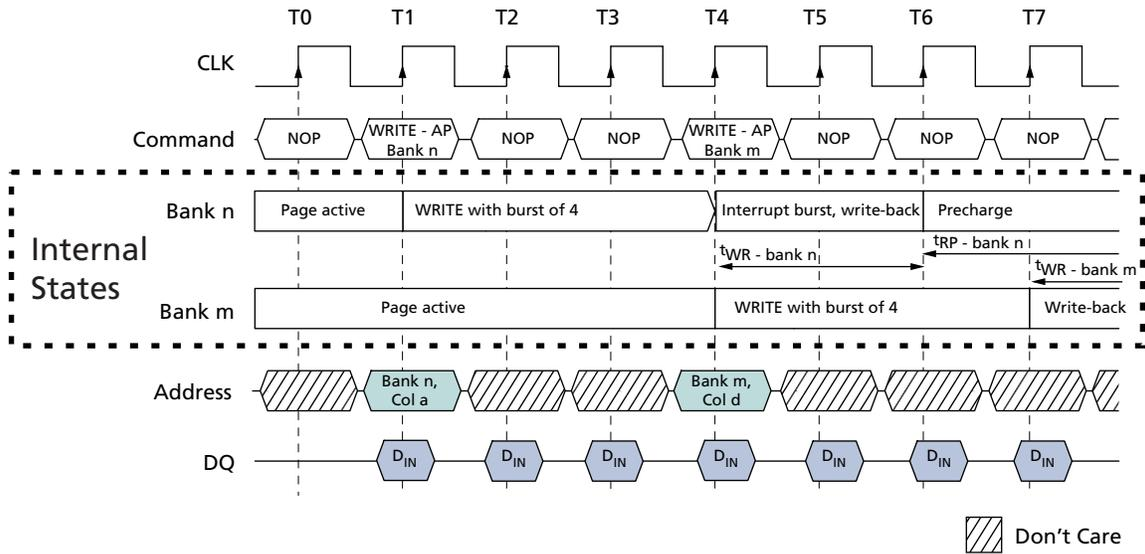 T0 T1 T2 T3 T4 T5 T6 T7
CLK
Command NOP WRITE - AP Bank n NOP NOP WRITE - AP Bank m NOP NOP NOP
Internal States
Bank n Page active WRITE with burst of 4 Interrupt burst, write-back Precharge
tWR - bank n tRP - bank n
tWR - bank m
Bank m Page active WRITE with burst of 4 Write-back
Address Bank n, Col a Bank m, Col d
DQ DIN DIN DIN DIN DIN DIN DIN
Don't Care